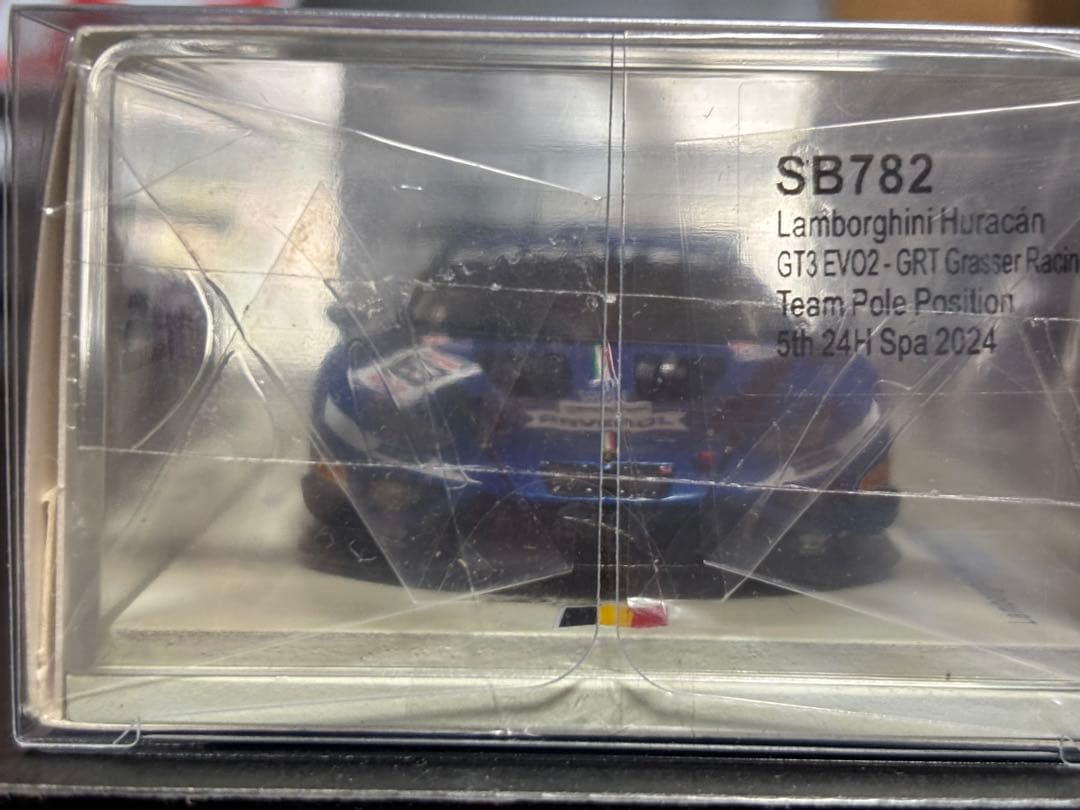 SB782
Lamborghini Huracán
GT3 EVO2 - GRT Grasser Racin
Team Pole Position
5th 24H Spa 2024